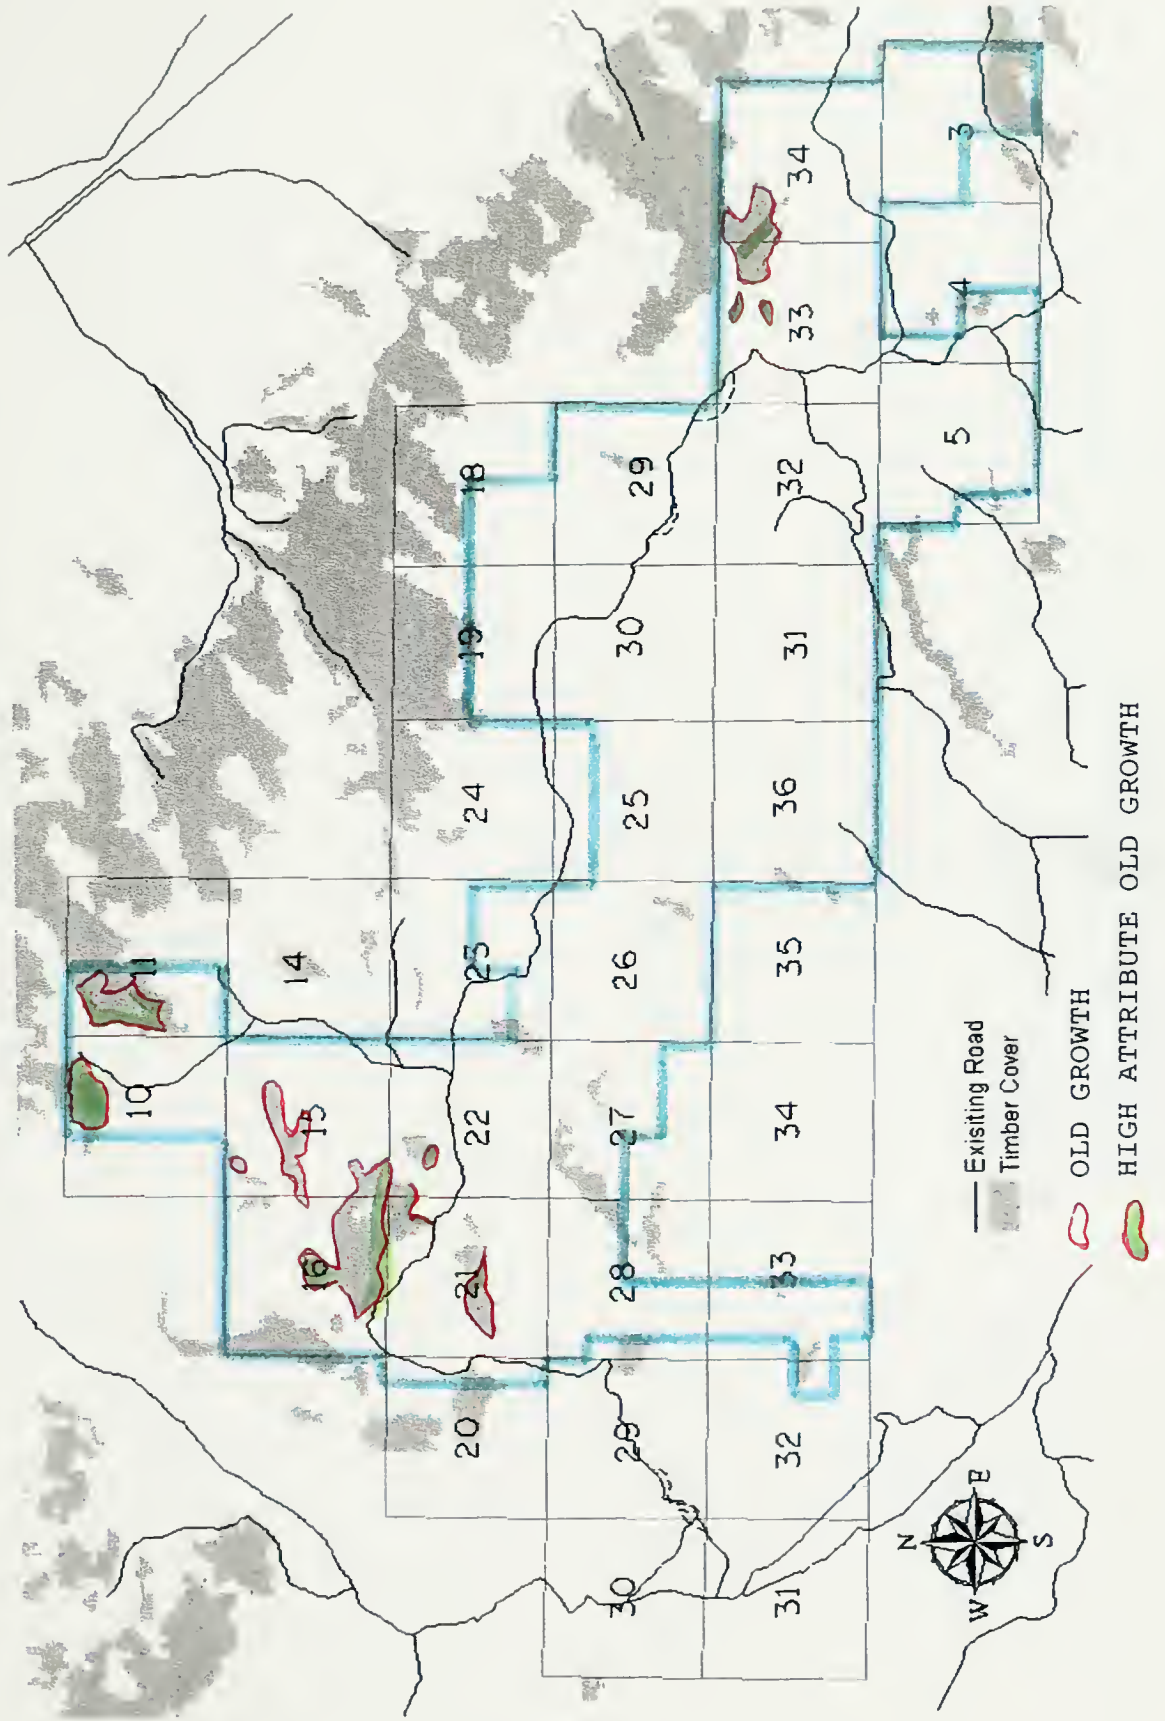 10 11
16 15 14
20 21 22 23 24 19 18
30 29 28 27 26 25 30 29
31 32 33 34 35 36 31 32 33 34
5 4 3
N
W E
S
Exisiting Road
Timber Cover
OLD GROWTH
HIGH ATTRIBUTE OLD GROWTH